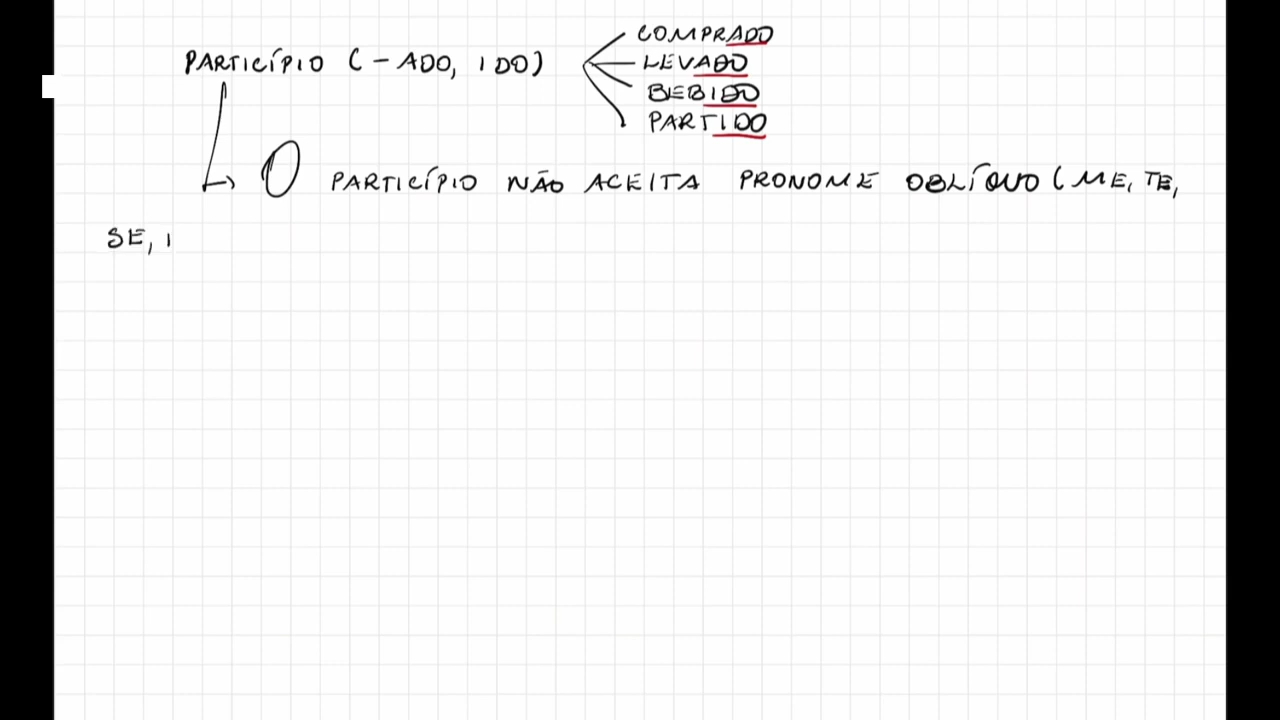 PARTICÍPIO (-ADO, IDO)
COMPRADO
LEVADO
BEBIDO
PARTIDO
O PARTICÍPIO NÃO ACEITA PRONOME OBLÍQUO (ME, TE,
SE,